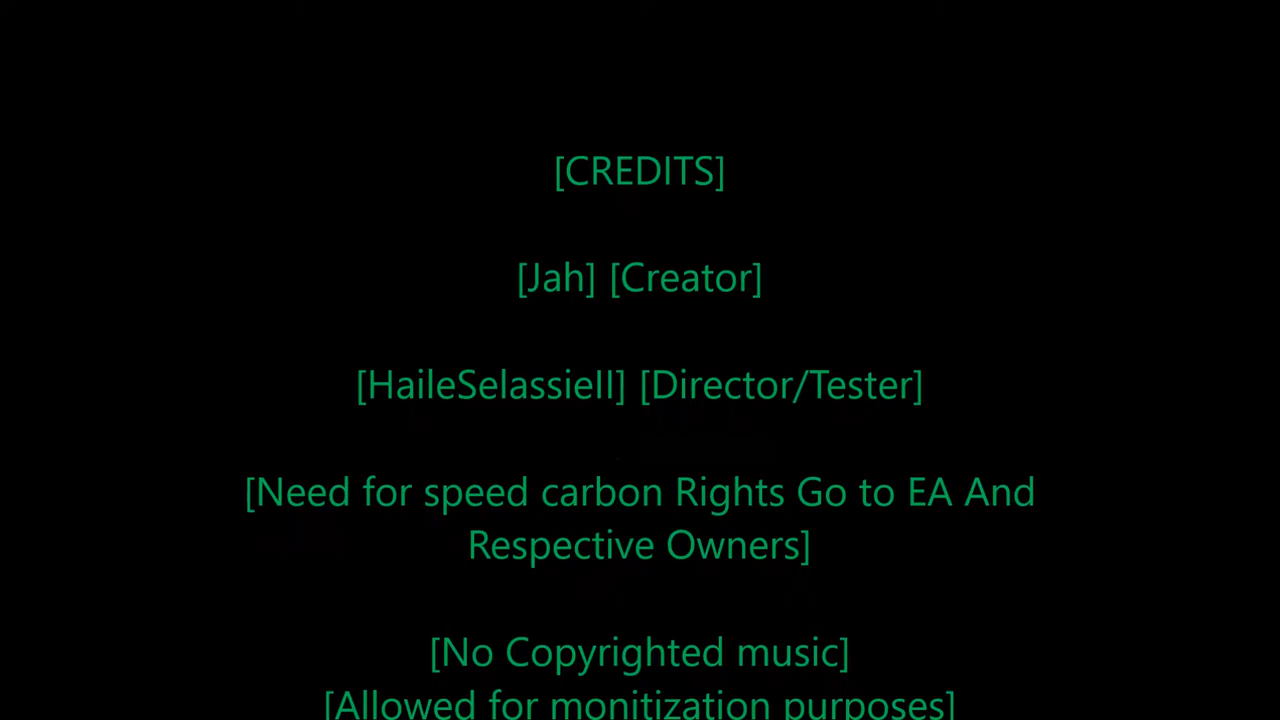 [CREDITS]
[Jah] [Creator]
[HaileSelassieII] [Director/Tester]
[Need for speed carbon Rights Go to EA And
Respective Owners]
[No Copyrighted music]
[Allowed for monitization purposes]